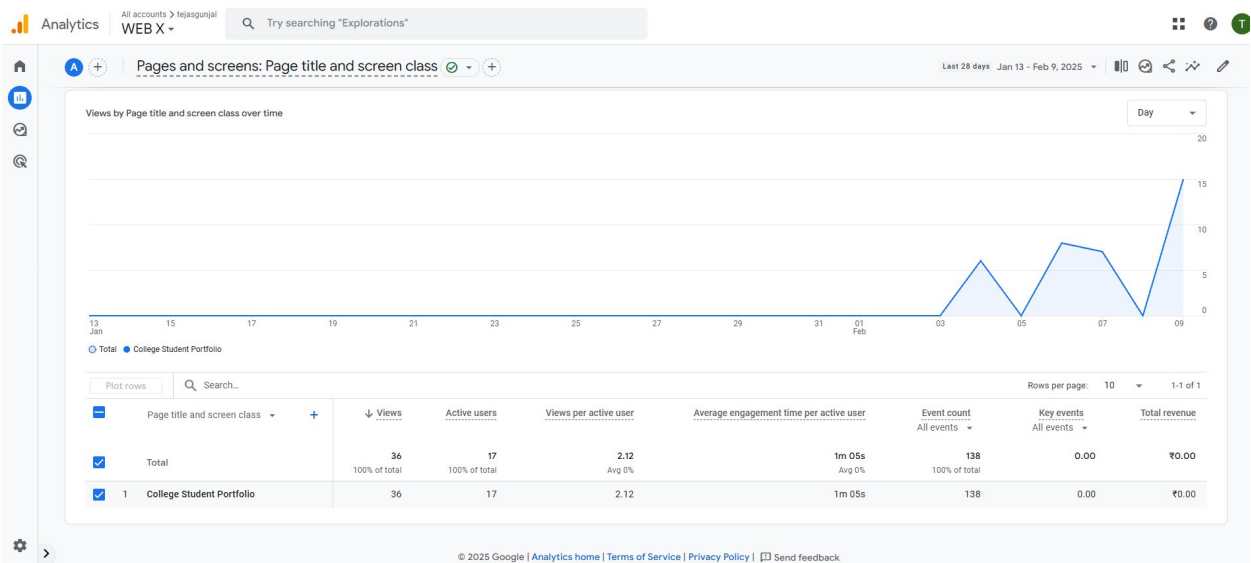 All accounts > tejasgunjal
Analytics
WEB X
Try searching "Explorations"
T
A
Pages and screens: Page title and screen class
Last 28 days Jan 13 - Feb 9, 2025
Views by Page title and screen class over time
Day
20
15
10
5
0
13 15 17 19 21 23 25 27 29 31 01 03 05 07 09
Jan Feb
Total College Student Portfolio
Plot rows Search... Rows per page: 10 1-1 of 1
Page title and screen class + Views Active users Views per active user Average engagement time per active user Event count Key events Total revenue
All events All events
Total 36 17 2.12 1m 05s 138 0.00 ₹0.00
100% of total 100% of total Avg 0% Avg 0% 100% of total
1 College Student Portfolio 36 17 2.12 1m 05s 138 0.00 ₹0.00
© 2025 Google | Analytics home | Terms of Service | Privacy Policy | Send feedback